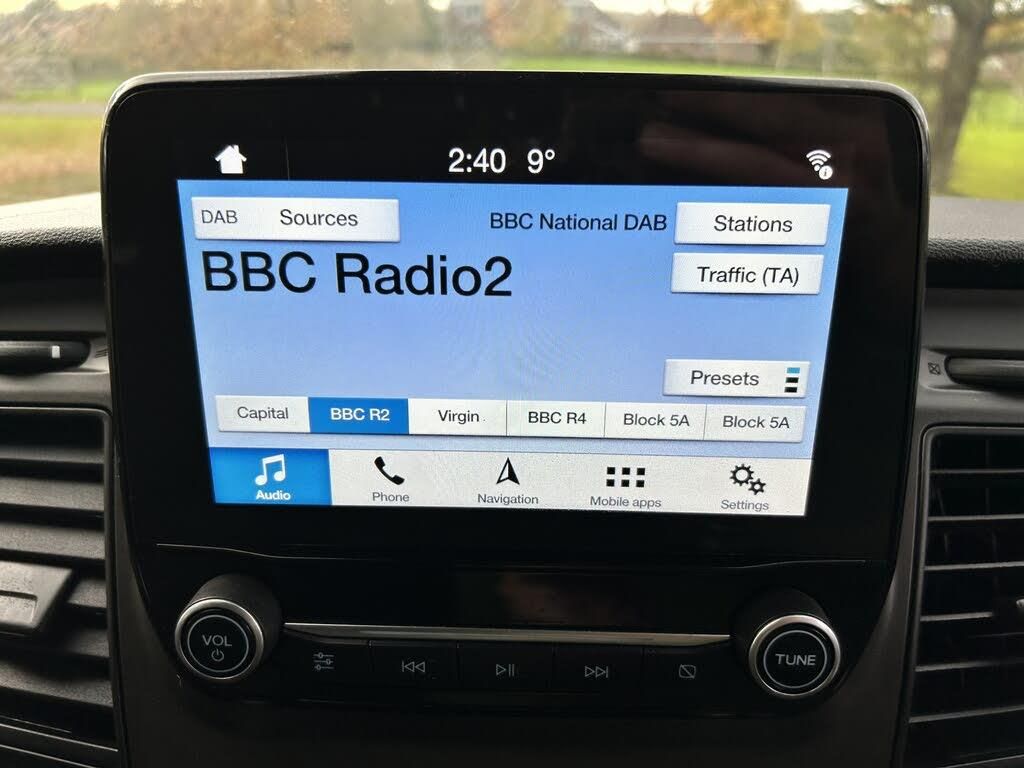 2:40 9°
DAB Sources BBC National DAB Stations
BBC Radio2
Traffic (TA)
Presets
Capital BBC R2 Virgin BBC R4 Block 5A Block 5A
Audio Phone Navigation Mobile apps Settings
VOL TUNE